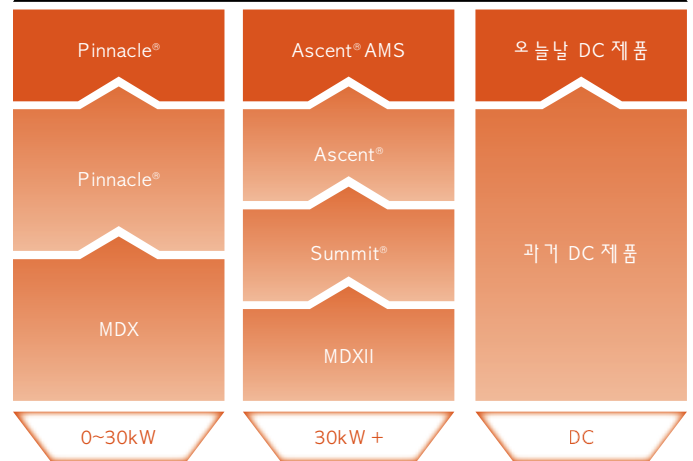 Pinnacle®
Pinnacle®
MDX
0~30kW
Ascent® AMS
Ascent®
Summit®
MDXII
30kW +
오늘날 DC 제품
과거 DC 제품
DC